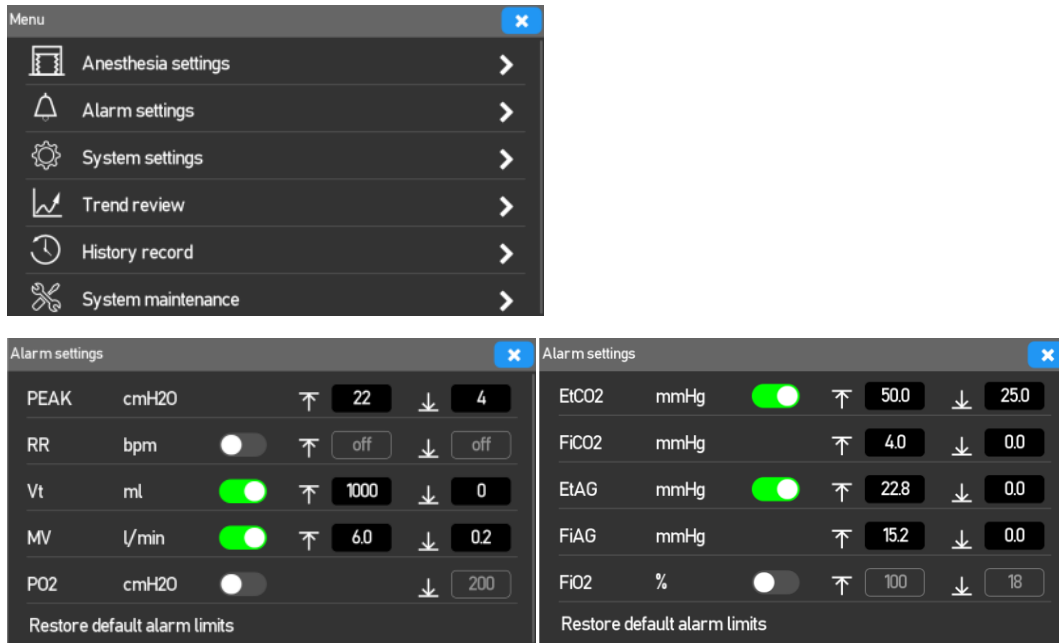 Menu
Anesthesia settings
Alarm settings
System settings
Trend review
History record
System maintenance
Alarm settings
PEAK cmH2O 22 4
RR bpm off off
Vt ml 1000 0
MV l/min 6.0 0.2
PO2 cmH2O 200
Restore default alarm limits
Alarm settings
EtCO2 mmHg 50.0 25.0
FiCO2 mmHg 4.0 0.0
EtAG mmHg 22.8 0.0
FiAG mmHg 15.2 0.0
FiO2 % 100 18
Restore default alarm limits